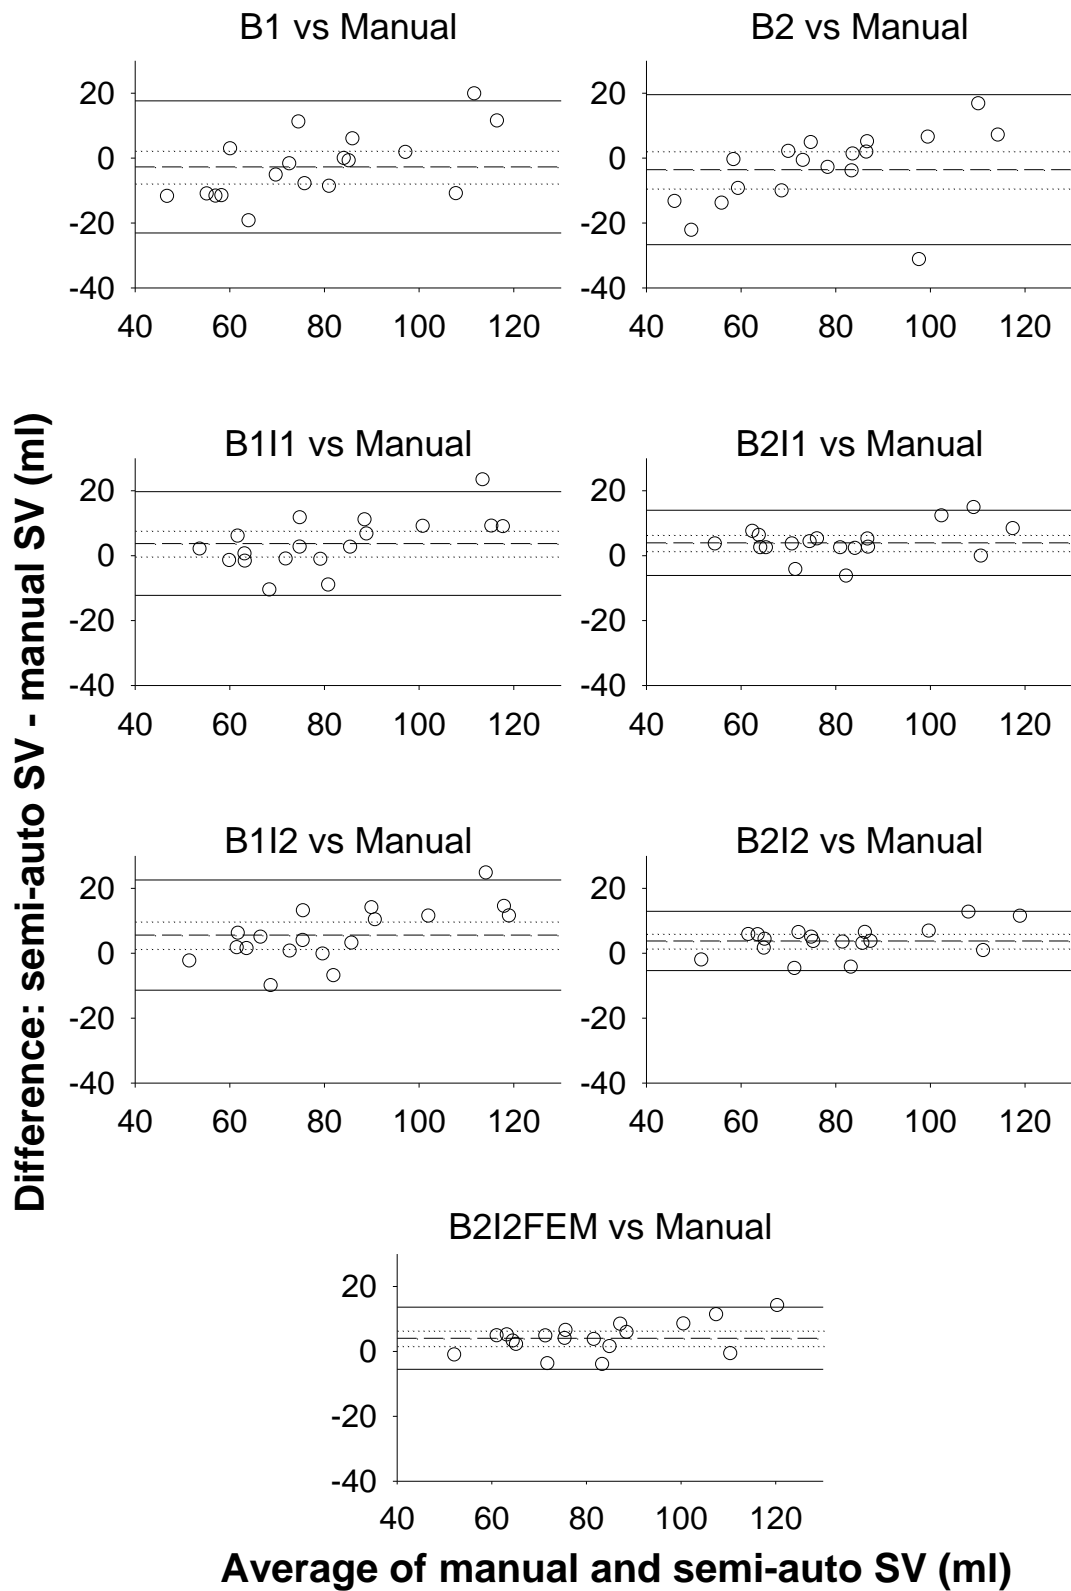 B1 vs Manual
20
0
-20
-40
40 60 80 100 120
B2 vs Manual
20
0
-20
-40
40 60 80 100 120
B1I1 vs Manual
20
0
-20
-40
40 60 80 100 120
B2I1 vs Manual
20
0
-20
-40
40 60 80 100 120
B1I2 vs Manual
20
0
-20
-40
40 60 80 100 120
B2I2 vs Manual
20
0
-20
-40
40 60 80 100 120
B2I2FEM vs Manual
20
0
-20
-40
40 60 80 100 120
Difference: semi-auto SV - manual SV (ml)
Average of manual and semi-auto SV (ml)